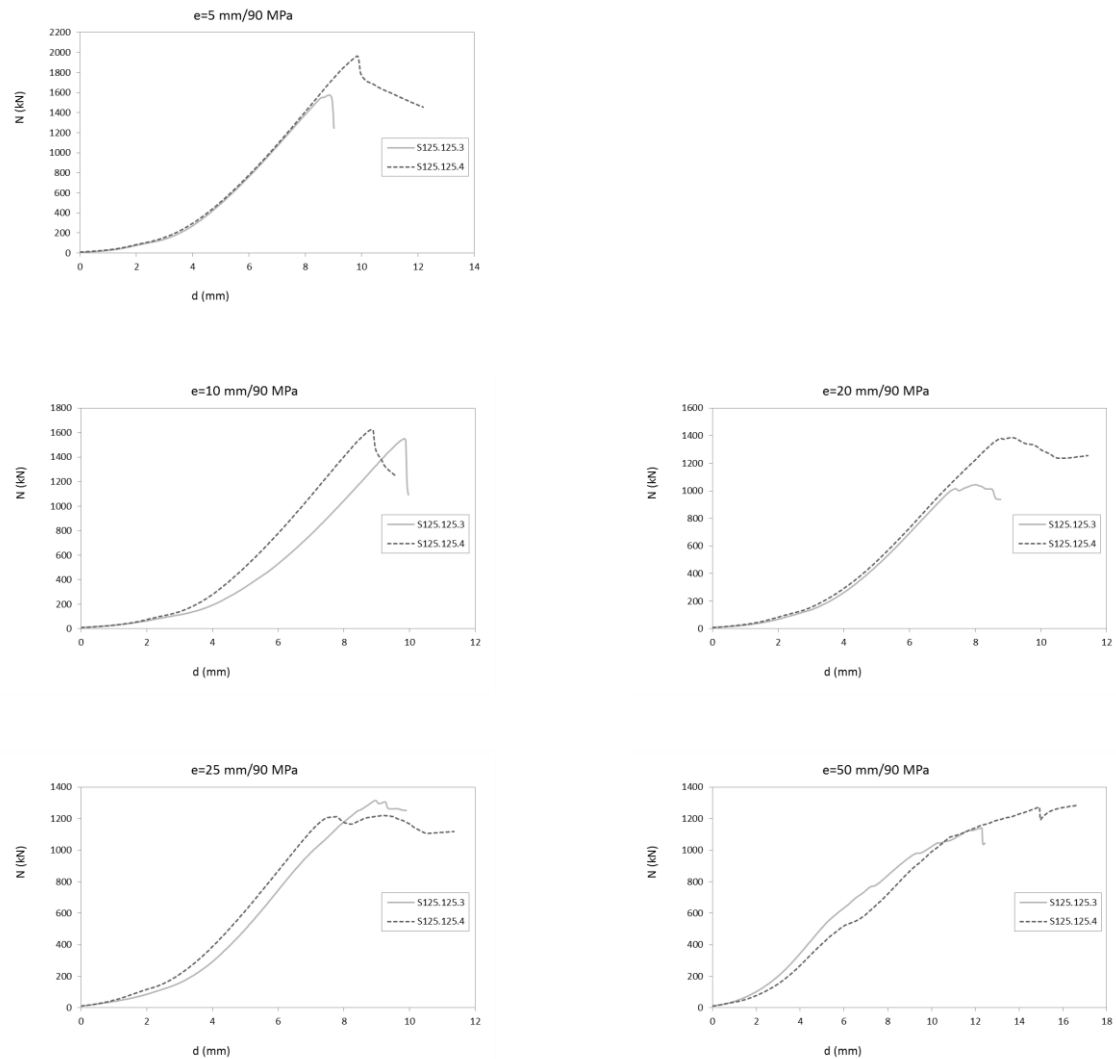 e=5 mm/90 MPa
N (kN)
2200
2000
1800
1600
1400
1200
1000
800
600
400
200
0
0 2 4 6 8 10 12 14
d (mm)
S125.125.3
S125.125.4
e=10 mm/90 MPa
N (kN)
1800
1600
1400
1200
1000
800
600
400
200
0
0 2 4 6 8 10 12
d (mm)
S125.125.3
S125.125.4
e=20 mm/90 MPa
N (kN)
1600
1400
1200
1000
800
600
400
200
0
0 2 4 6 8 10 12
d (mm)
S125.125.3
S125.125.4
e=25 mm/90 MPa
N (kN)
1400
1200
1000
800
600
400
200
0
0 2 4 6 8 10 12
d (mm)
S125.125.3
S125.125.4
e=50 mm/90 MPa
N (kN)
1400
1200
1000
800
600
400
200
0
0 2 4 6 8 10 12 14 16 18
d (mm)
S125.125.3
S125.125.4